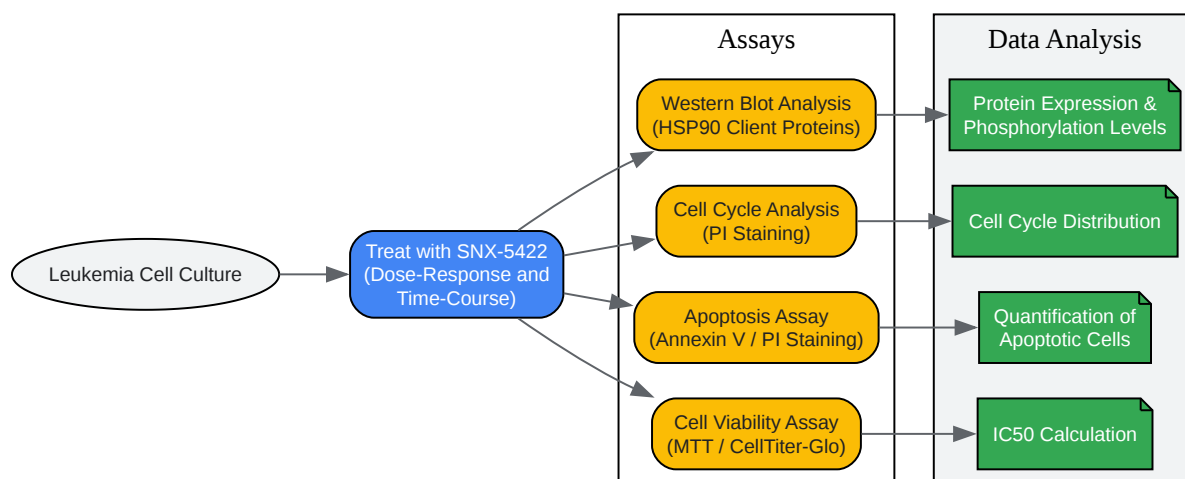 Leukemia Cell Culture
Treat with SNX-5422
(Dose-Response and
Time-Course)
Assays
Western Blot Analysis
(HSP90 Client Proteins)
Cell Cycle Analysis
(PI Staining)
Apoptosis Assay
(Annexin V / PI Staining)
Cell Viability Assay
(MTT / CellTiter-Glo)
Data Analysis
Protein Expression &
Phosphorylation Levels
Cell Cycle Distribution
Quantification of
Apoptotic Cells
IC50 Calculation